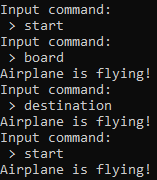 Input command:
 > start
Input command:
 > board
Airplane is flying!
Input command:
 > destination
Airplane is flying!
Input command:
 > start
Airplane is flying!